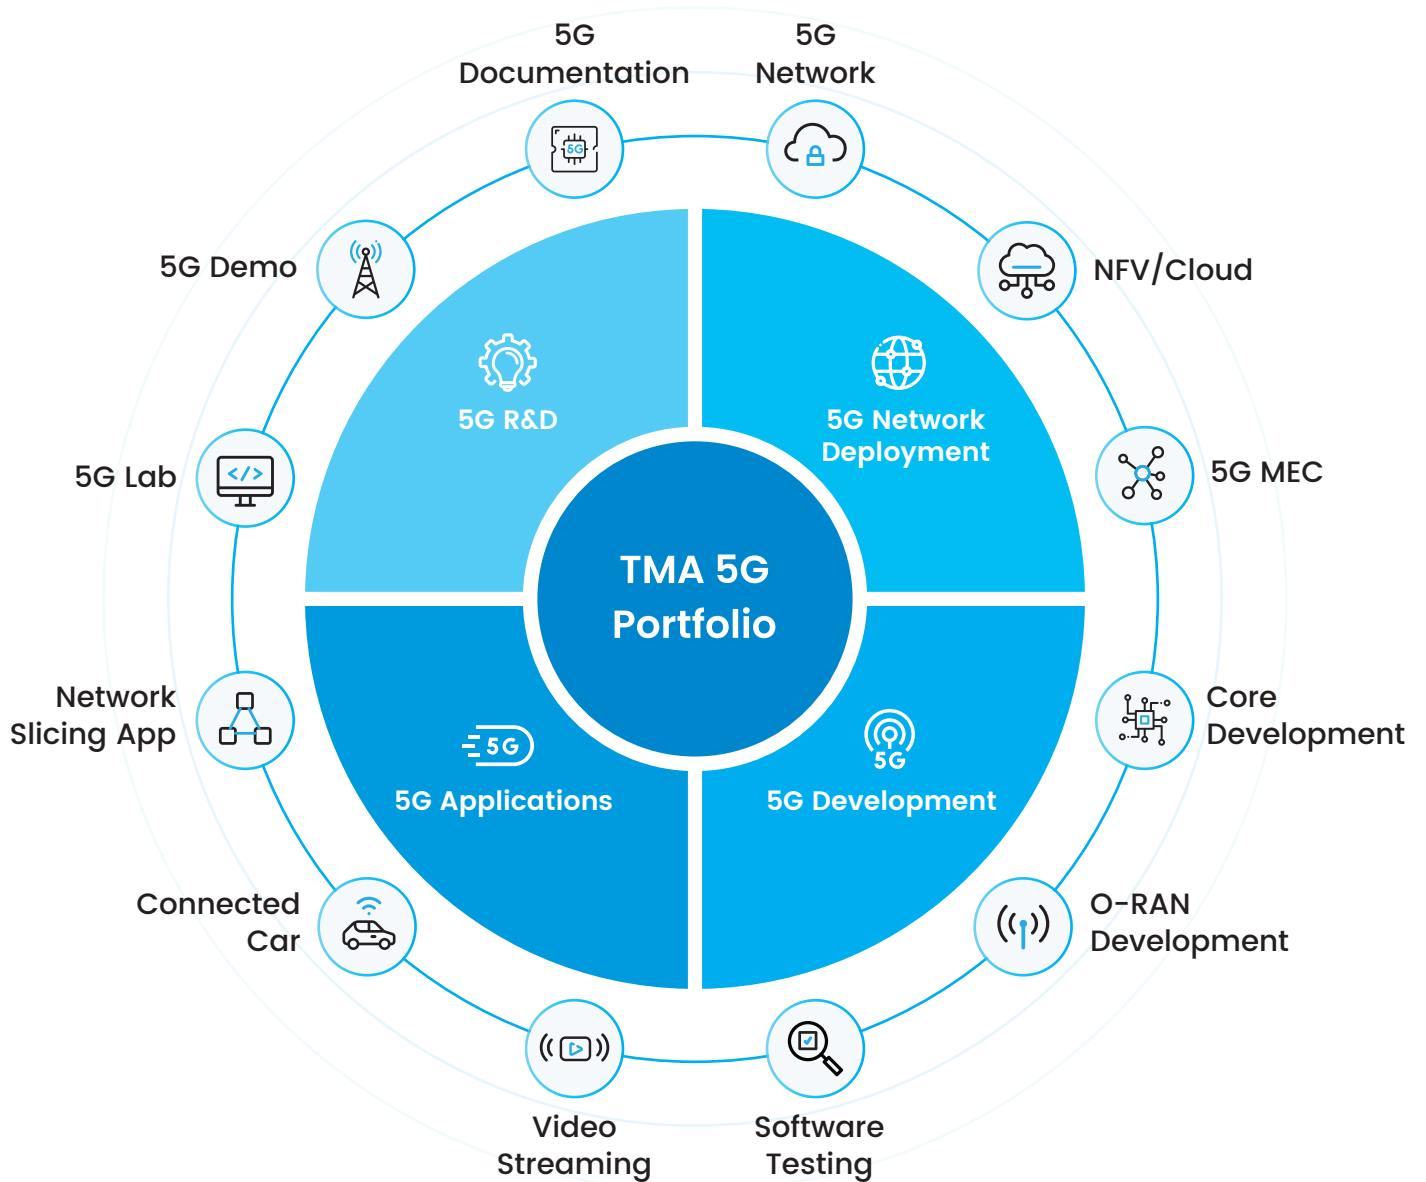 5G
Documentation
5G
Network
5G
5G Demo
NFV/Cloud
5G R&D
5G Network
Deployment
5G Lab
</>
5G MEC
TMA 5G
Portfolio
Network
Slicing App
Core
Development
5G
5G Applications
5G
5G Development
Connected
Car
O-RAN
Development
Video
Streaming
Software
Testing